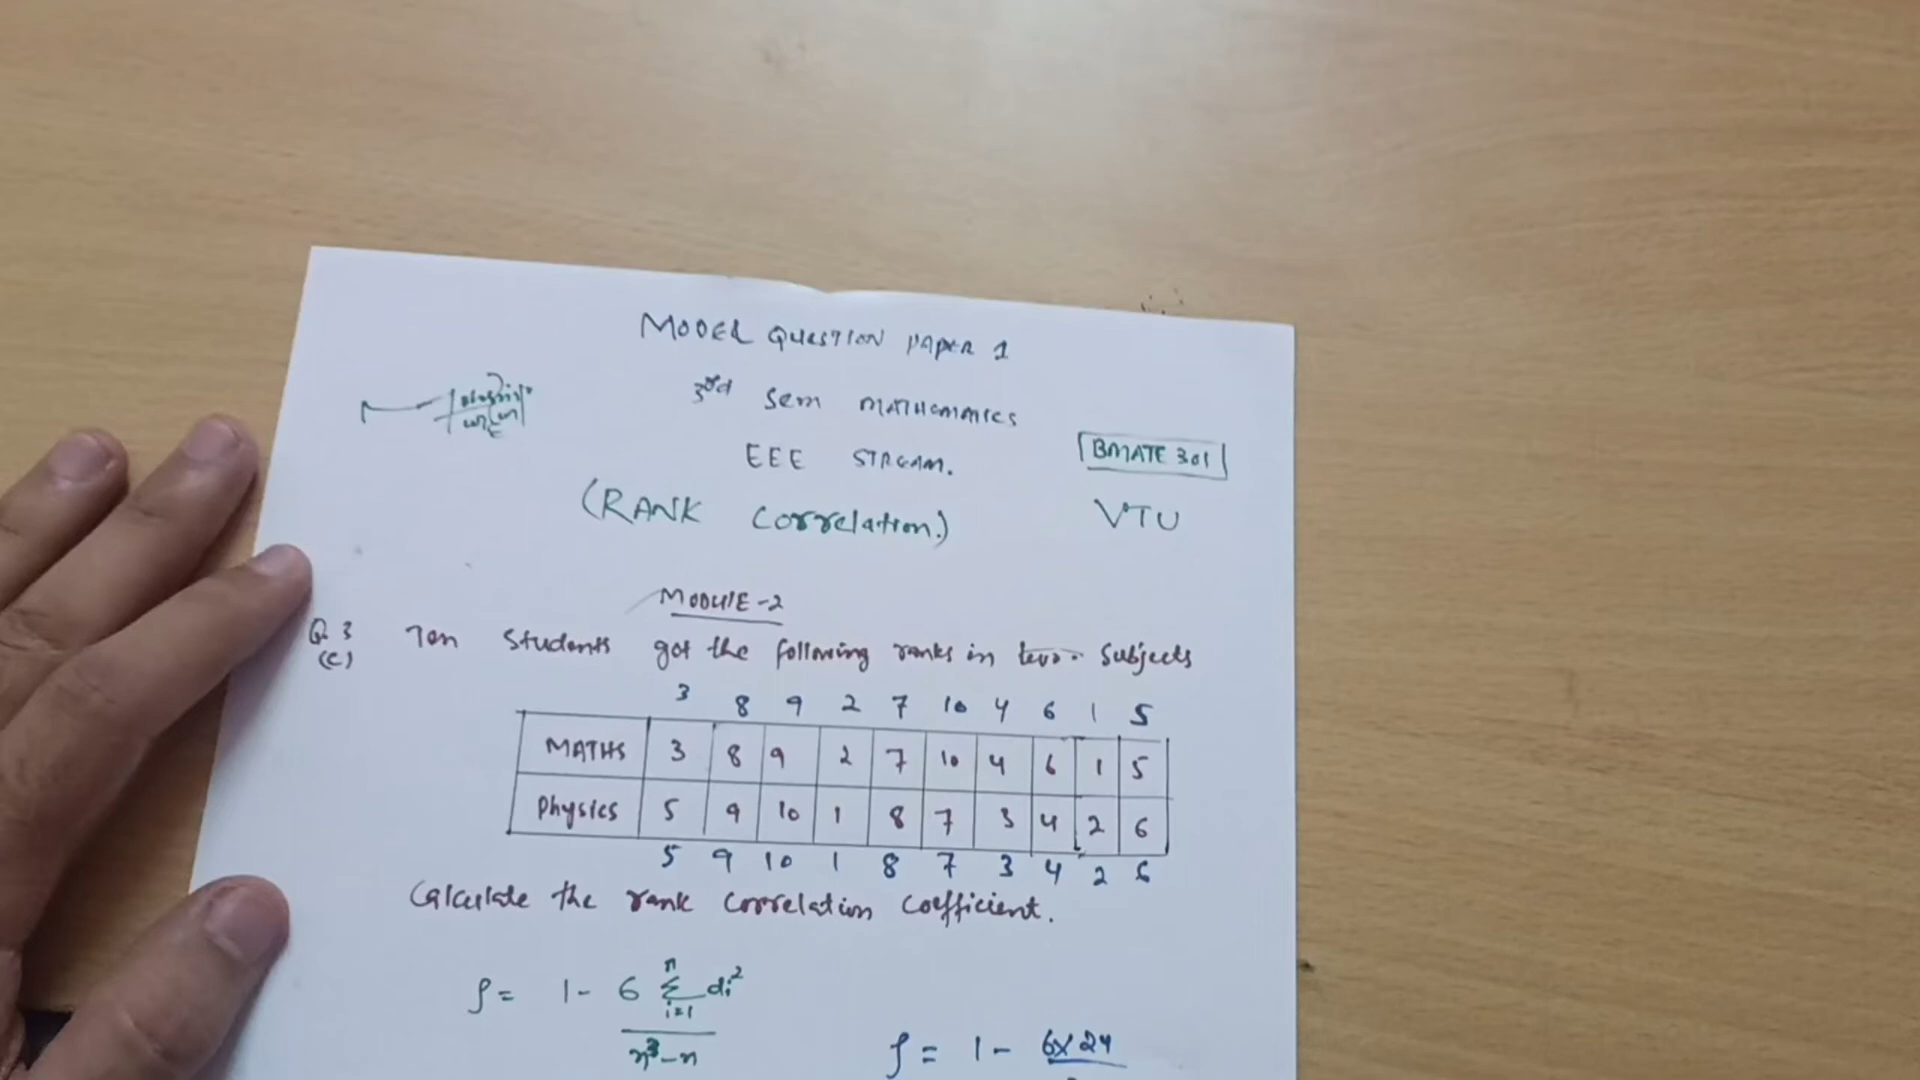 MODEL QUESTION PAPER 1
3rd Sem MATHEMATICS
EEE STREAM.
BMATE 301
(RANK Correlation.)
VTU
MODULE-2
Q 3 Ten Students got the following ranks in two Subjects
(c)
3 8 9 2 7 10 4 6 1 5
MATHS 3 8 9 2 7 10 4 6 1 5
Physics 5 9 10 1 8 7 3 4 2 6
5 9 10 1 8 7 3 4 2 6
Calculate the rank Correlation Coefficient.
ρ = 1 - 6 Σ di²
n
i=1
n³-n
ρ = 1 - 6x24